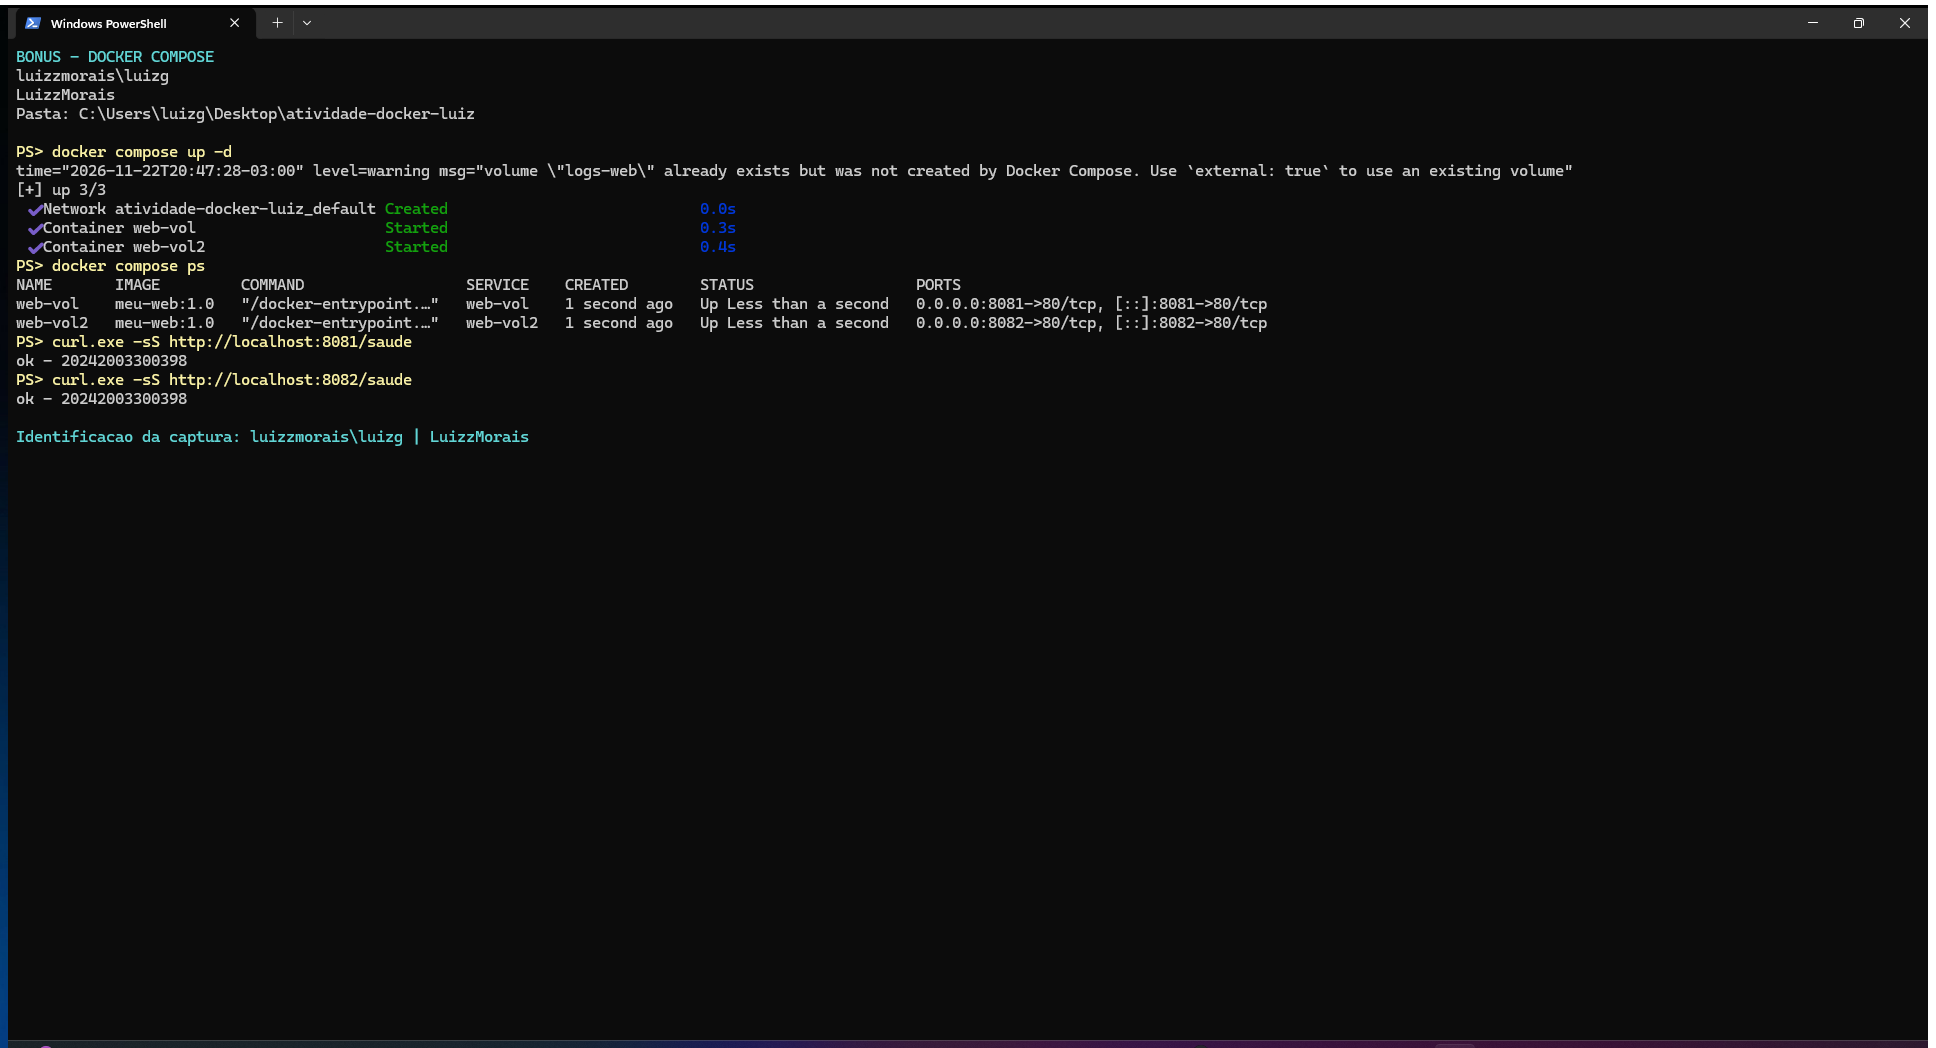 Windows PowerShell
BONUS - DOCKER COMPOSE
luizzmorais\luizg
LuizzMorais
Pasta: C:\Users\luizg\Desktop\atividade-docker-luiz
PS> docker compose up -d
time="2026-11-22T20:47:28-03:00" level=warning msg="volume \"logs-web\" already exists but was not created by Docker Compose. Use `external: true` to use an existing volume"
[+] up 3/3
✔Network atividade-docker-luiz_default Created 0.0s
✔Container web-vol Started 0.3s
✔Container web-vol2 Started 0.4s
PS> docker compose ps
NAME IMAGE COMMAND SERVICE CREATED STATUS PORTS
web-vol meu-web:1.0 "/docker-entrypoint.…" web-vol 1 second ago Up Less than a second 0.0.0.0:8081->80/tcp, [::]:8081->80/tcp
web-vol2 meu-web:1.0 "/docker-entrypoint.…" web-vol2 1 second ago Up Less than a second 0.0.0.0:8082->80/tcp, [::]:8082->80/tcp
PS> curl.exe -sS http://localhost:8081/saude
ok - 20242003300398
PS> curl.exe -sS http://localhost:8082/saude
ok - 20242003300398
Identificacao da captura: luizzmorais\luizg | LuizzMorais